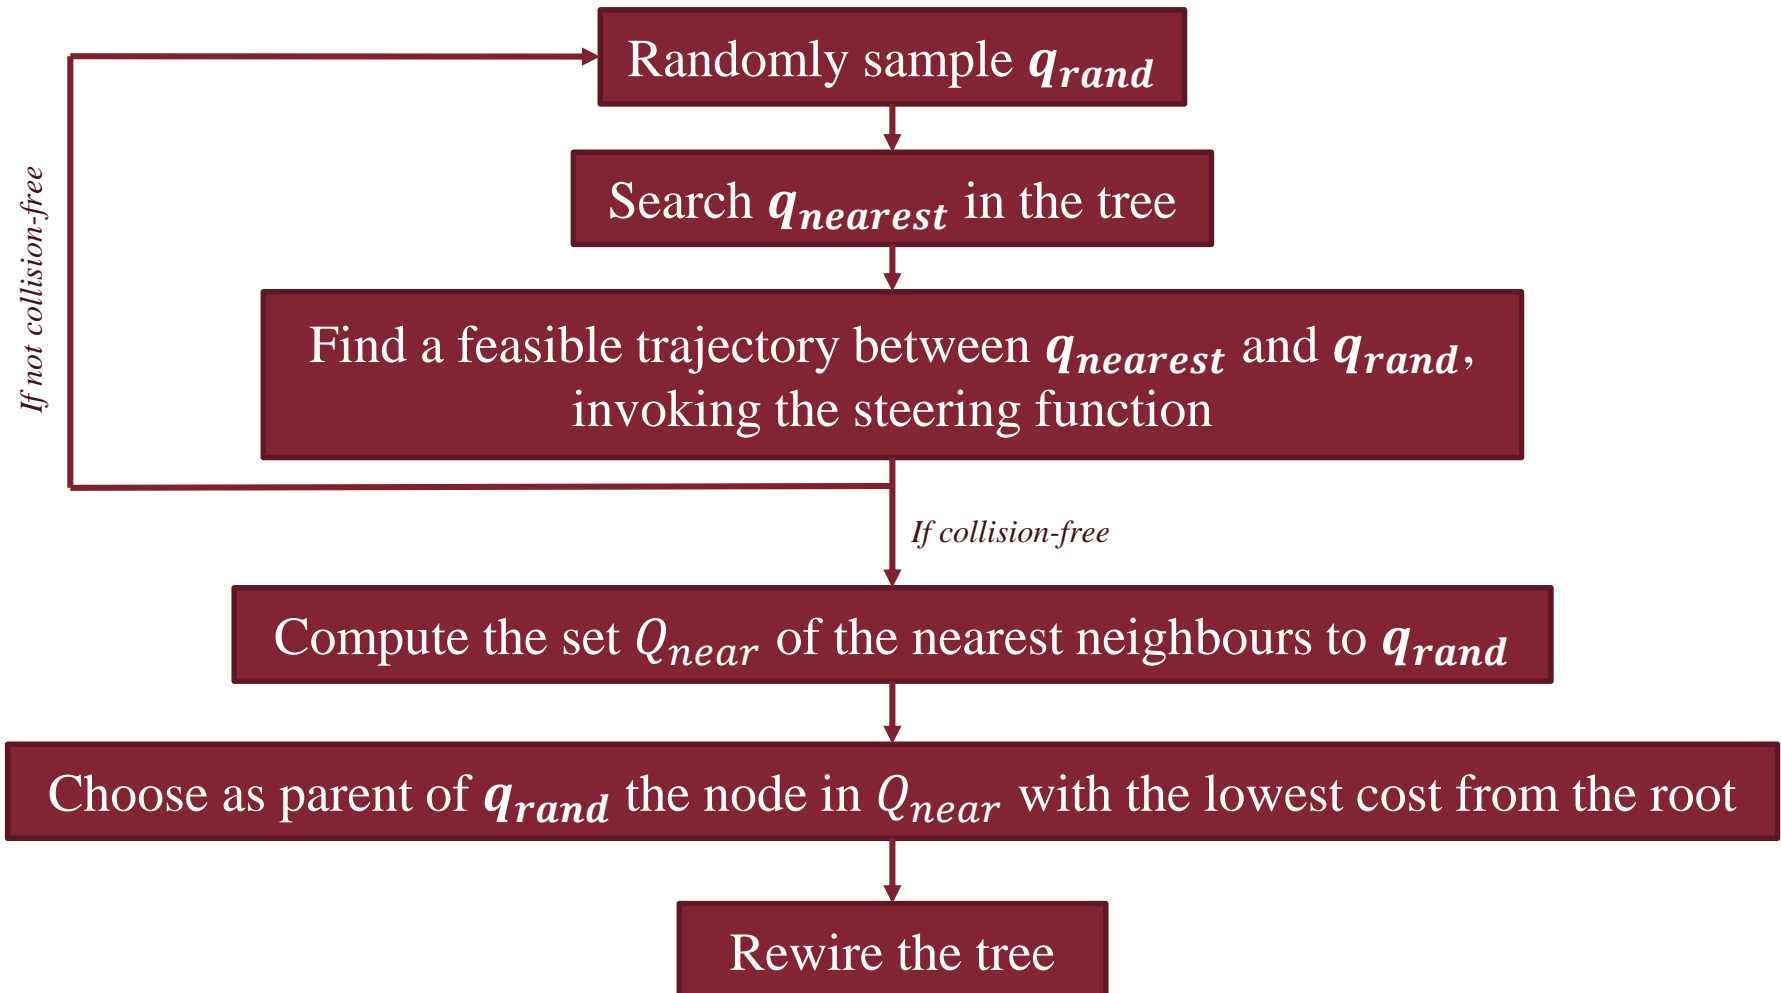 Randomly sample q_rand
Search q_nearest in the tree
If not collision-free
Find a feasible trajectory between q_nearest and q_rand,
invoking the steering function
If collision-free
Compute the set Q_near of the nearest neighbours to q_rand
Choose as parent of q_rand the node in Q_near with the lowest cost from the root
Rewire the tree